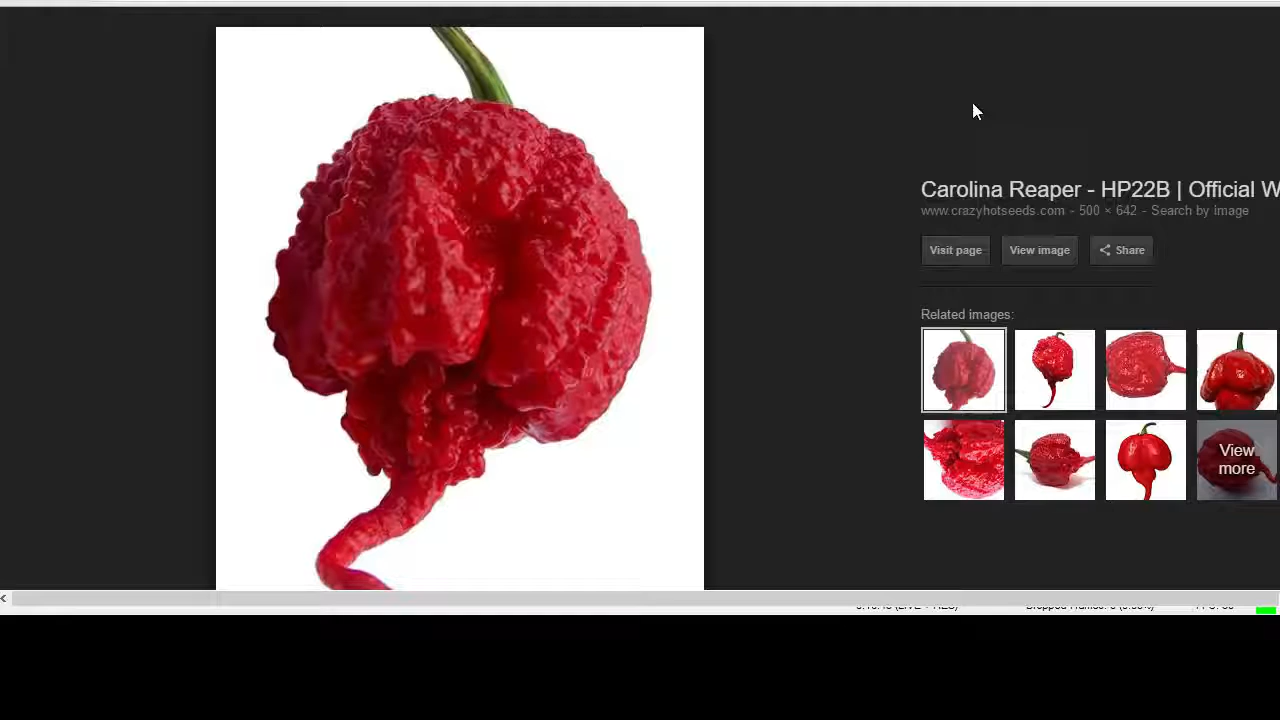 Carolina Reaper - HP22B | Official W
www.crazyhotseeds.com - 500 × 642 - Search by image
Visit page
View image
Share
Related images:
View
more